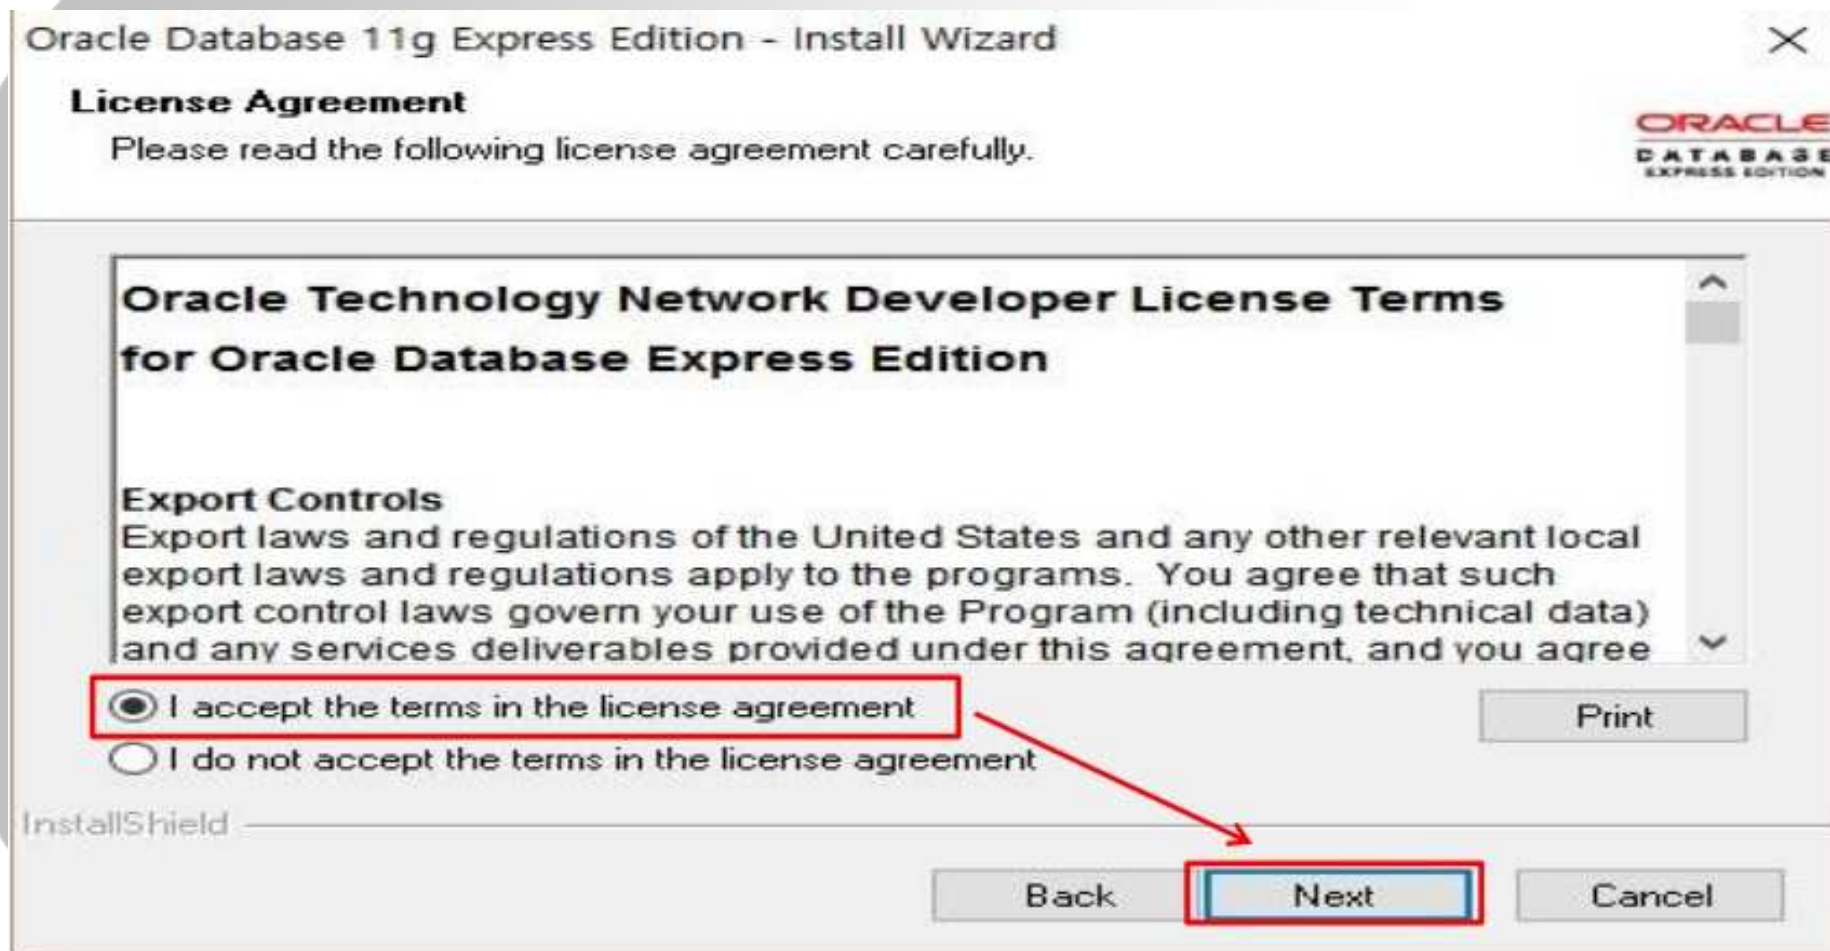 Oracle Database 11g Express Edition - Install Wizard
License Agreement
Please read the following license agreement carefully.
ORACLE
DATABASE
EXPRESS EDITION
Oracle Technology Network Developer License Terms
for Oracle Database Express Edition
Export Controls
Export laws and regulations of the United States and any other relevant local
export laws and regulations apply to the programs.  You agree that such
export control laws govern your use of the Program (including technical data)
and any services deliverables provided under this agreement, and you agree
I accept the terms in the license agreement
Print
I do not accept the terms in the license agreement
InstallShield
Back
Next
Cancel